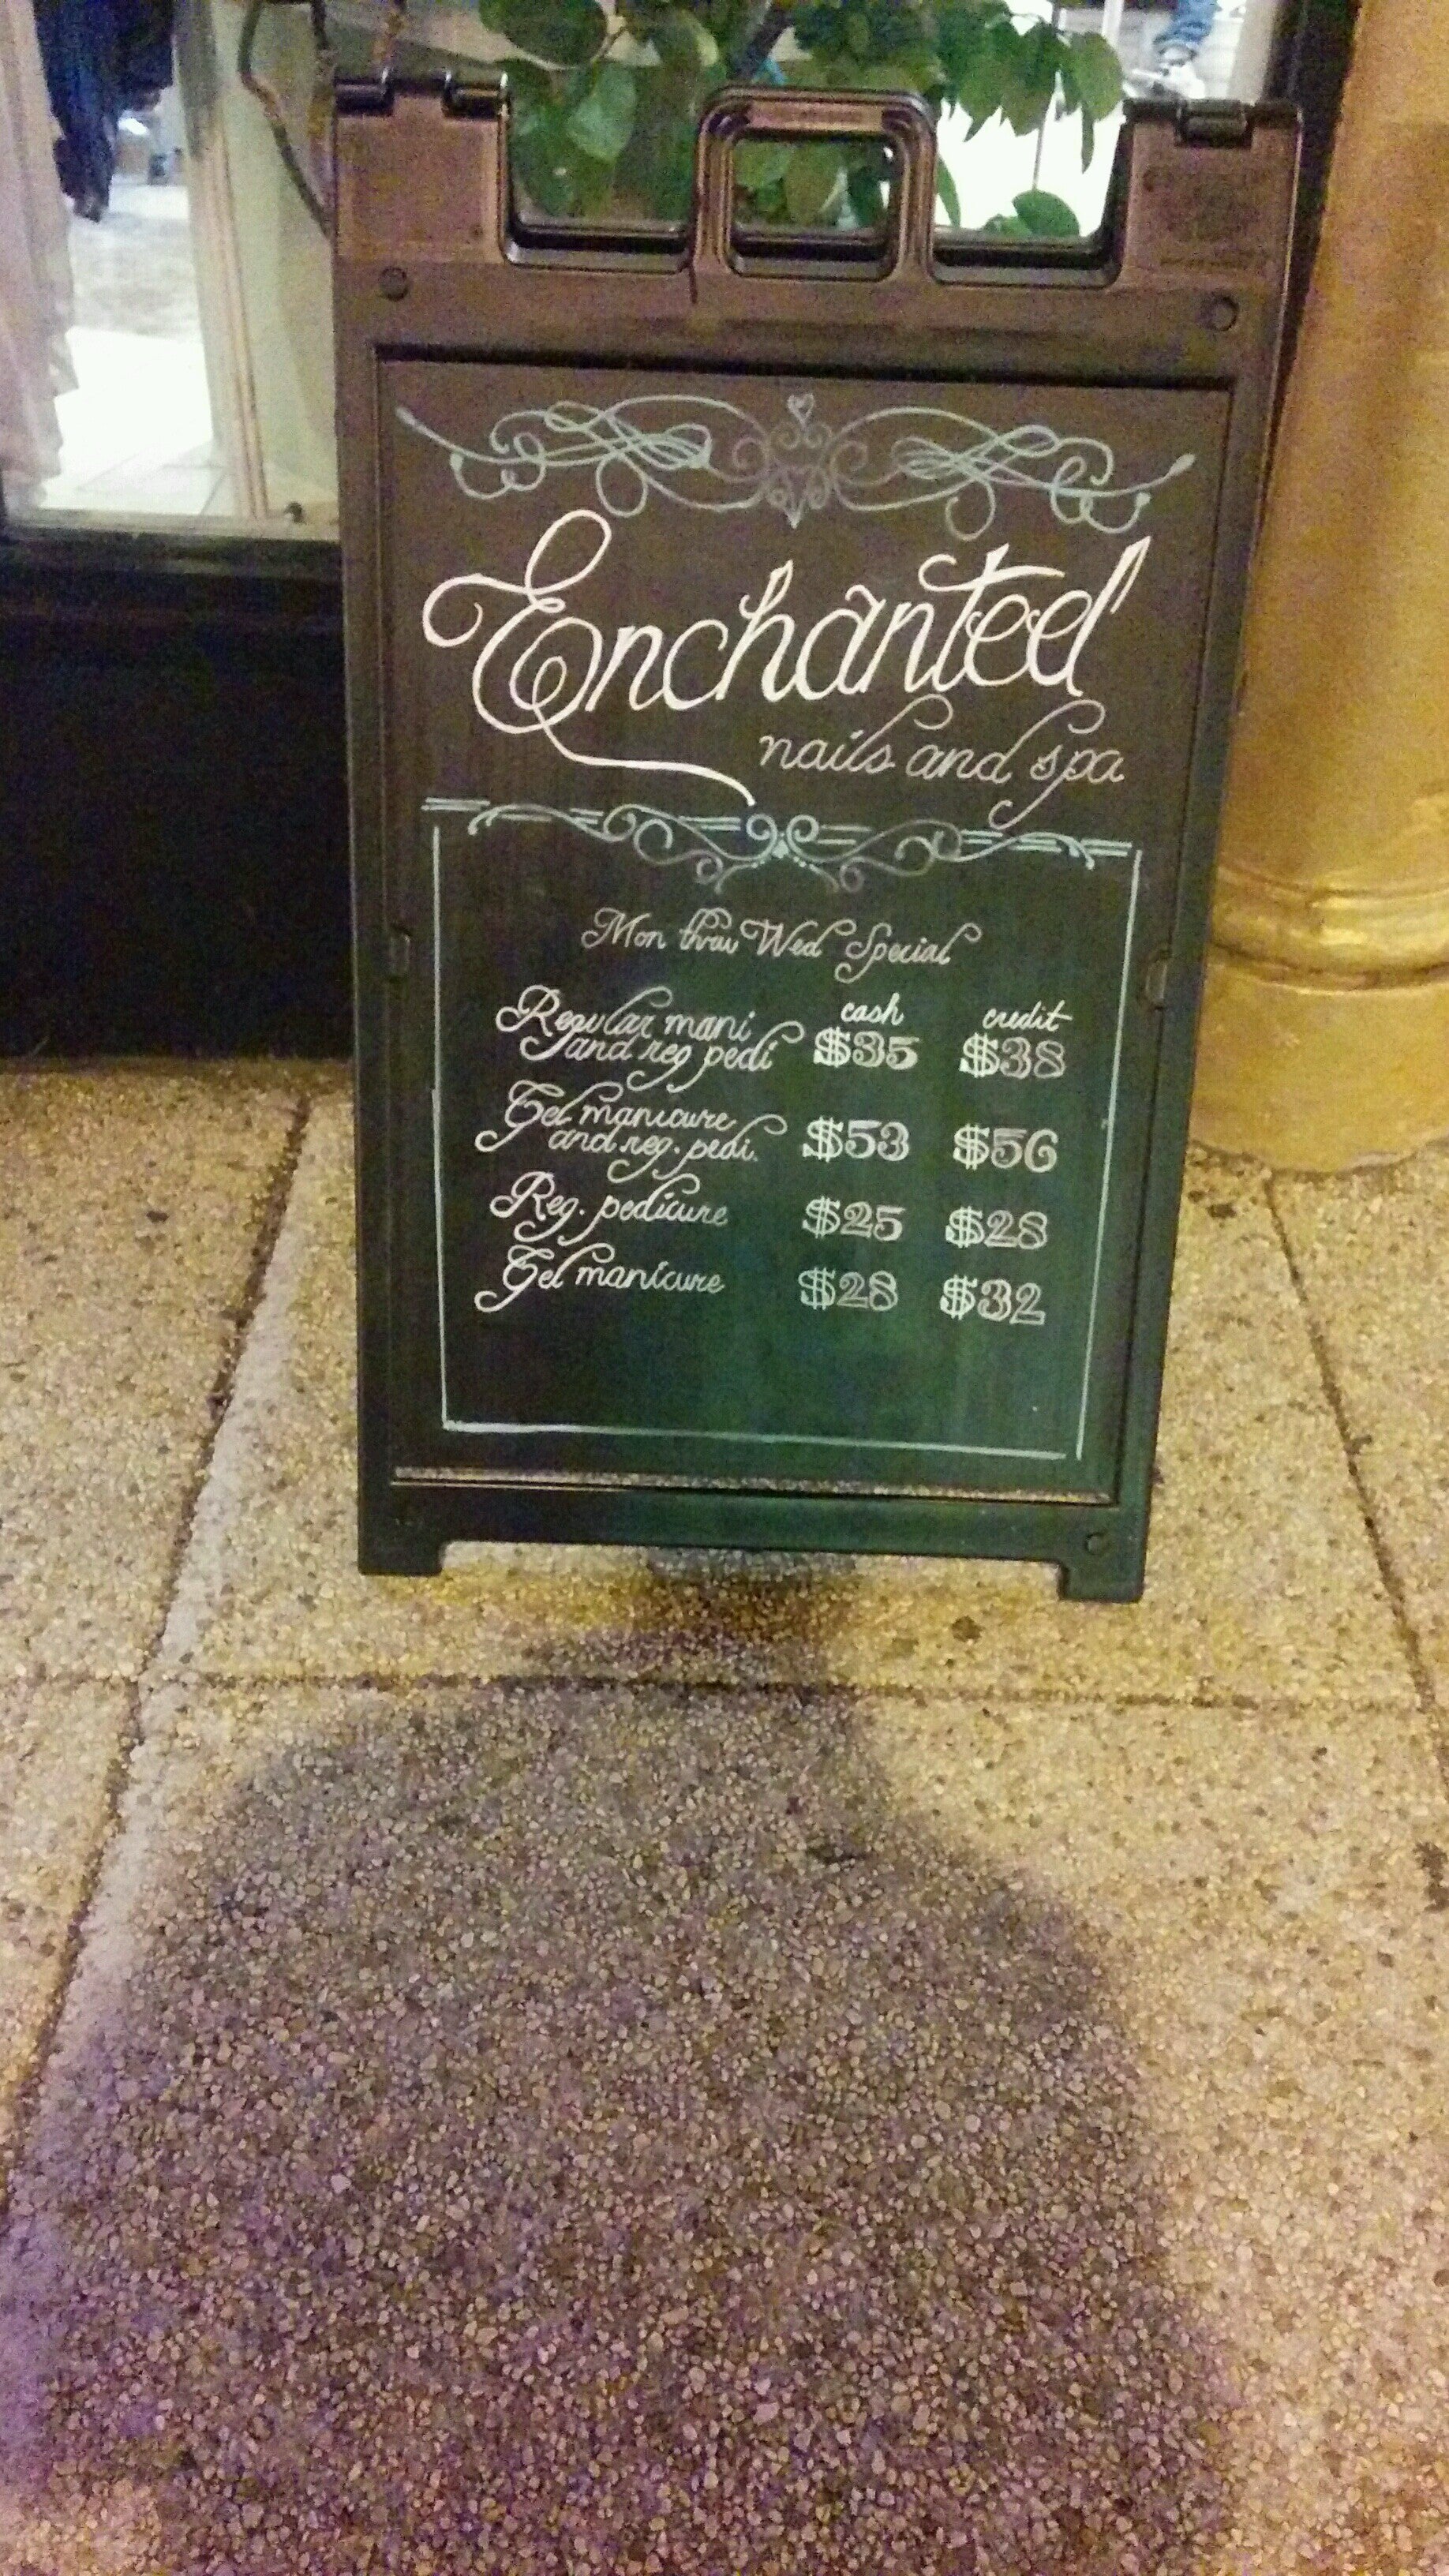 Enchanted
nails and spa
Mon thru Wed Special
cash credit
Regular mani
and reg pedi $35 $38
Gel manicure
and reg. pedi. $53 $56
Reg. pedicure $25 $28
Gel manicure $28 $32